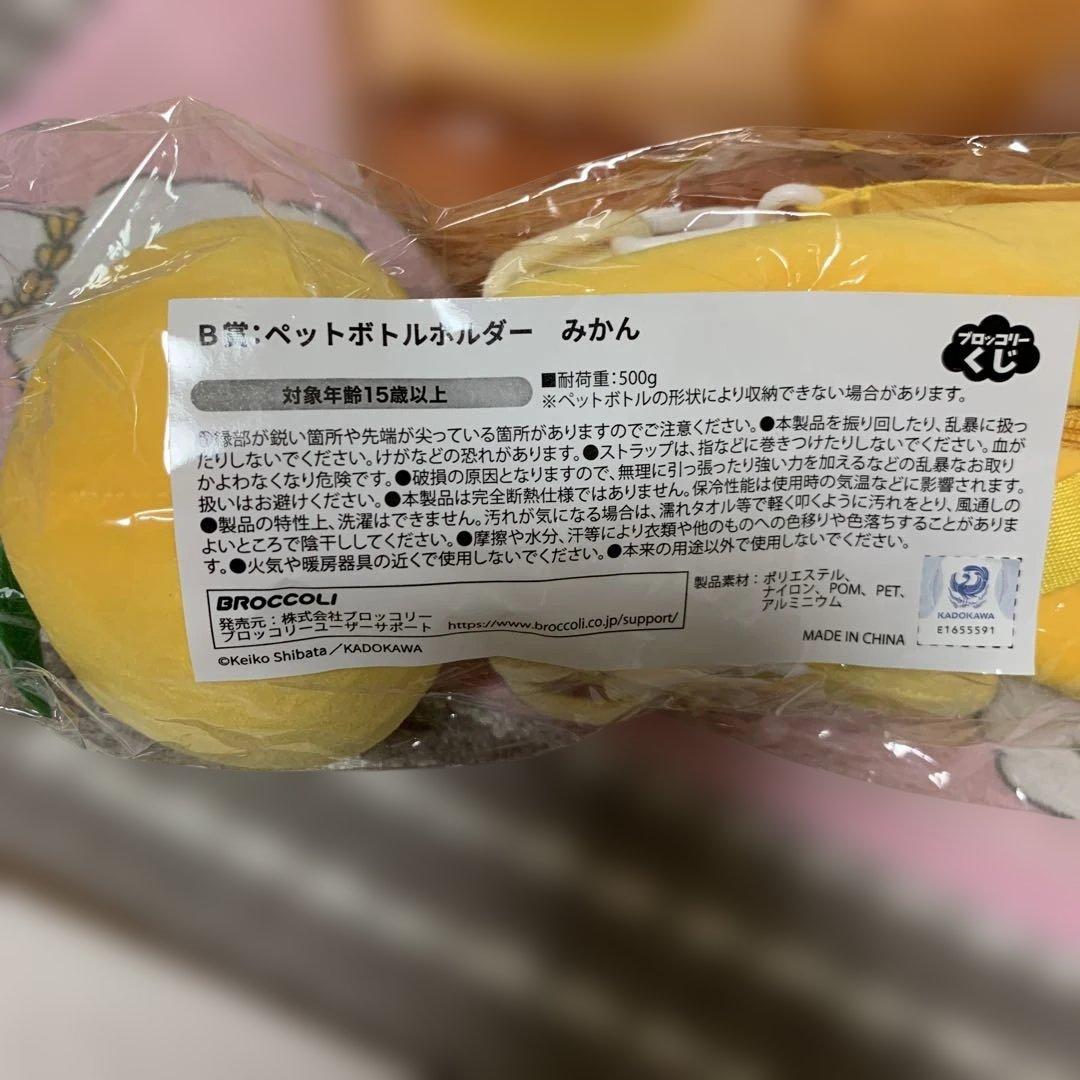 B賞：ペットボトルホルダー　みかん
ブロッコリー
くじ
対象年齢15歳以上
■耐荷重：500g
※ペットボトルの形状により収納できない場合があります。
●縁部が鋭い箇所や先端が尖っている箇所がありますのでご注意ください。●本製品を振り回したり、乱暴に扱っ
たりしないでください。けがなどの恐れがあります。●ストラップは、指などに巻きつけたりしないでください。血が
かよわなくなり危険です。●破損の原因となりますので、無理に引っ張ったり強い力を加えるなどの乱暴なお取り
扱いはお避けください。●本製品は完全断熱仕様ではありません。保冷性能は使用時の気温などに影響されます。
●製品の特性上、洗濯はできません。汚れが気になる場合は、濡れタオル等で軽く叩くように汚れをとり、風通しの
よいところで陰干ししてください。●摩擦や水分、汗等により衣類や他のものへの色移りや色落ちすることがありま
す。●火気や暖房器具の近くで使用しないでください。●本来の用途以外で使用しないでください。
BROCCOLI
発売元：株式会社ブロッコリー
ブロッコリーユーザーサポート　https://www.broccoli.co.jp/support/
©Keiko Shibata／KADOKAWA
製品素材：ポリエステル、
ナイロン、POM、PET、
アルミニウム
MADE IN CHINA
KADOKAWA
E1655591